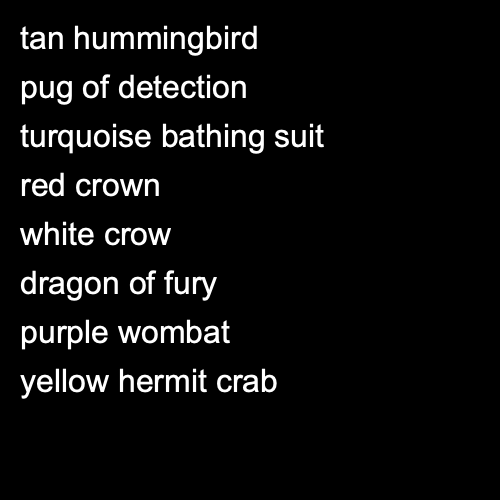 tan hummingbird
pug of detection
turquoise bathing suit
red crown
white crow
dragon of fury
purple wombat
yellow hermit crab